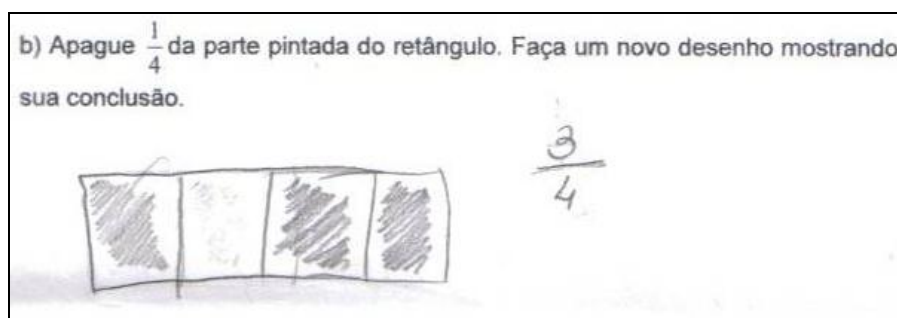 b) Apague 1/4 da parte pintada do retângulo. Faça um novo desenho mostrando
sua conclusão.
3/4